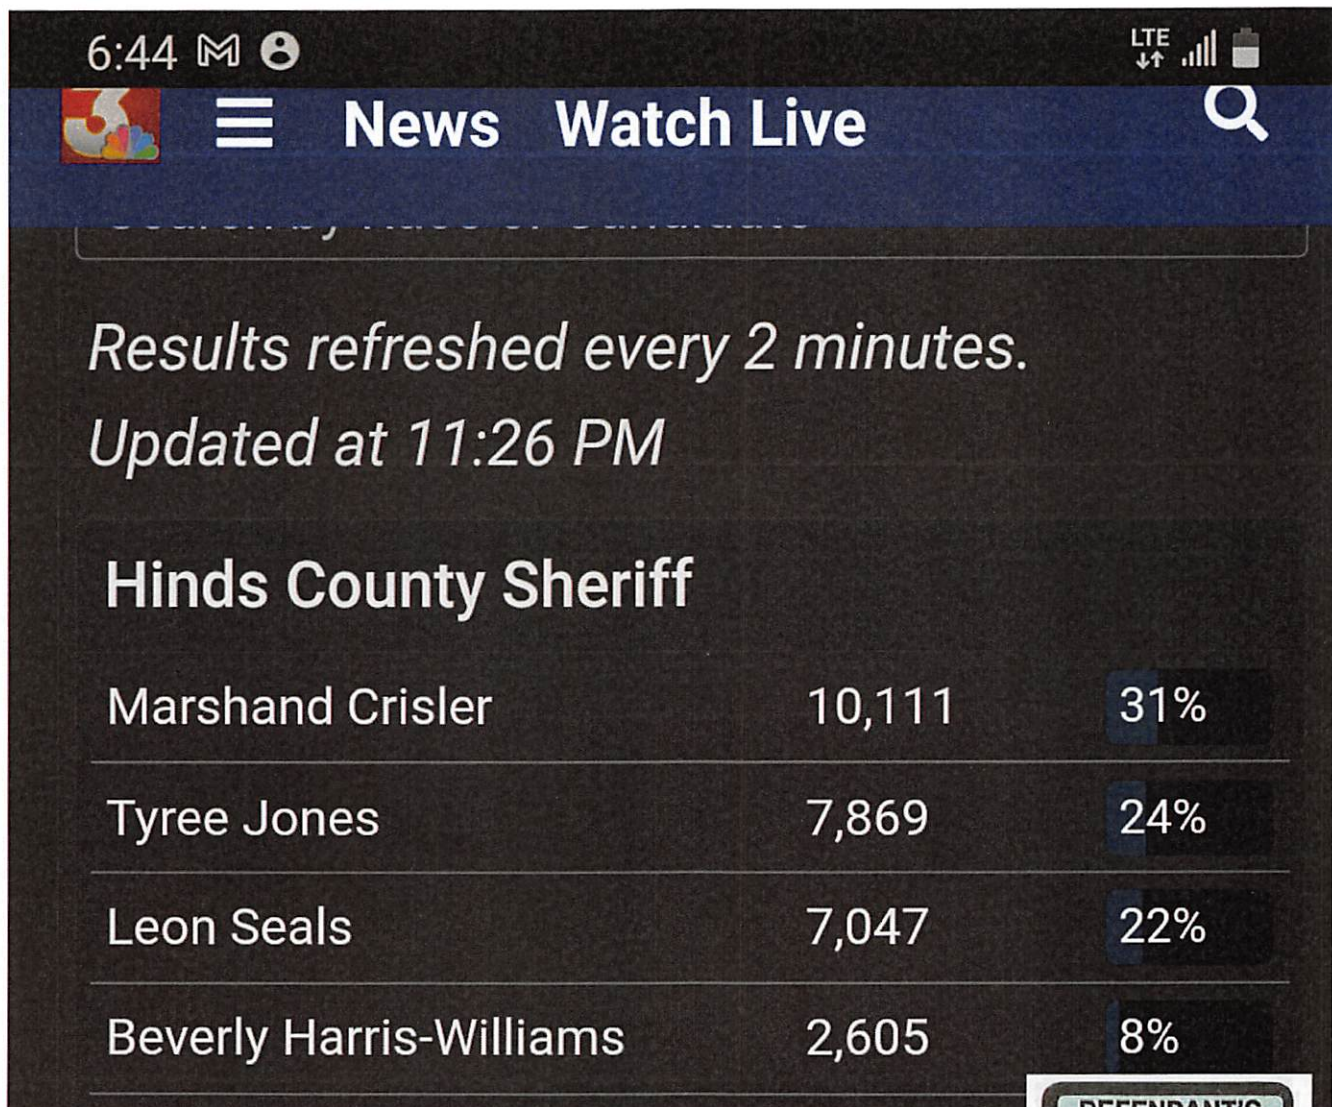 6:44
LTE
3
News Watch Live
Results refreshed every 2 minutes.
Updated at 11:26 PM
Hinds County Sheriff
Marshand Crisler 10,111 31%
Tyree Jones 7,869 24%
Leon Seals 7,047 22%
Beverly Harris-Williams 2,605 8%